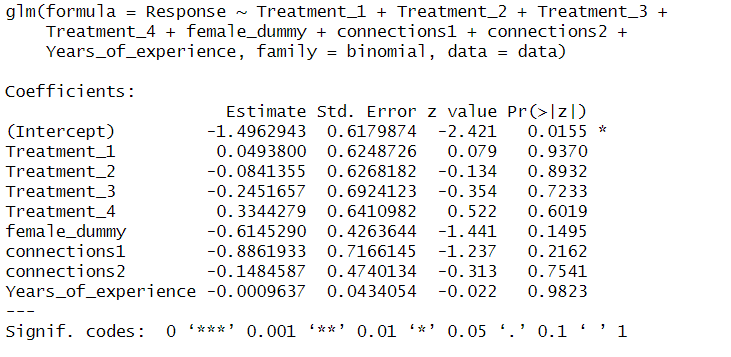 glm(formula = Response ~ Treatment_1 + Treatment_2 + Treatment_3 +
    Treatment_4 + female_dummy + connections1 + connections2 +
    Years_of_experience, family = binomial, data = data)

Coefficients:
                      Estimate Std. Error z value Pr(>|z|)
(Intercept)         -1.4962943  0.6179874  -2.421   0.0155 *
Treatment_1          0.0493800  0.6248726   0.079   0.9370
Treatment_2         -0.0841355  0.6268182  -0.134   0.8932
Treatment_3         -0.2451657  0.6924123  -0.354   0.7233
Treatment_4          0.3344279  0.6410982   0.522   0.6019
female_dummy        -0.6145290  0.4263644  -1.441   0.1495
connections1        -0.8861933  0.7166145  -1.237   0.2162
connections2        -0.1484587  0.4740134  -0.313   0.7541
Years_of_experience -0.0009637  0.0434054  -0.022   0.9823
---
Signif. codes:  0 ‘***’ 0.001 ‘**’ 0.01 ‘*’ 0.05 ‘.’ 0.1 ‘ ’ 1